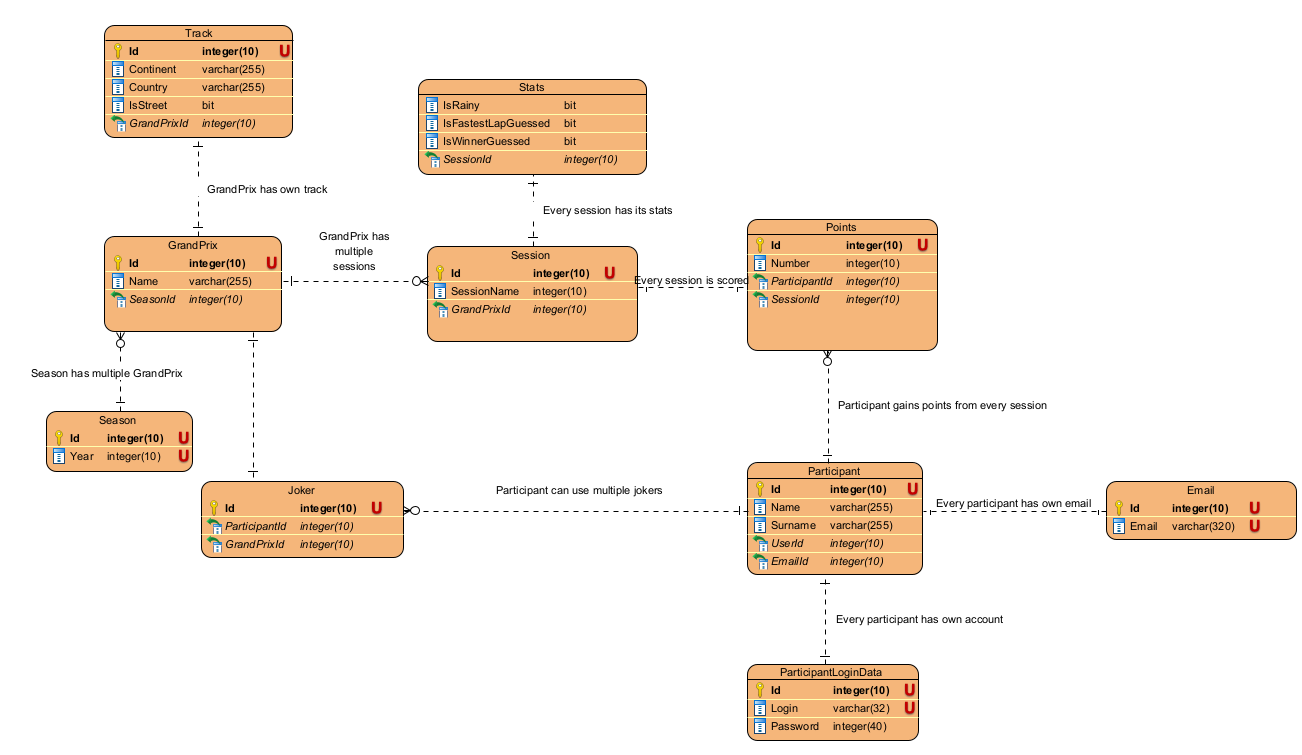 Track
Id integer(10) U
Continent varchar(255)
Country varchar(255)
IsStreet bit
GrandPrixId integer(10)
Stats
IsRainy bit
IsFastestLapGuessed bit
IsWinnerGuessed bit
SessionId integer(10)
GrandPrix has own track
Every session has its stats
GrandPrix
Id integer(10) U
Name varchar(255)
SeasonId integer(10)
GrandPrix has
multiple
sessions
Session
Id integer(10) U
SessionName integer(10)
GrandPrixId integer(10)
Every session is scored
Points
Id integer(10) U
Number integer(10)
ParticipantId integer(10)
SessionId integer(10)
Season has multiple GrandPrix
Participant gains points from every session
Season
Id integer(10) U
Year integer(10) U
Joker
Id integer(10) U
ParticipantId integer(10)
GrandPrixId integer(10)
Participant can use multiple jokers
Participant
Id integer(10) U
Name varchar(255)
Surname varchar(255)
UserId integer(10)
EmailId integer(10)
Every participant has own email
Email
Id integer(10) U
Email varchar(320) U
Every participant has own account
ParticipantLoginData
Id integer(10) U
Login varchar(32) U
Password integer(40)